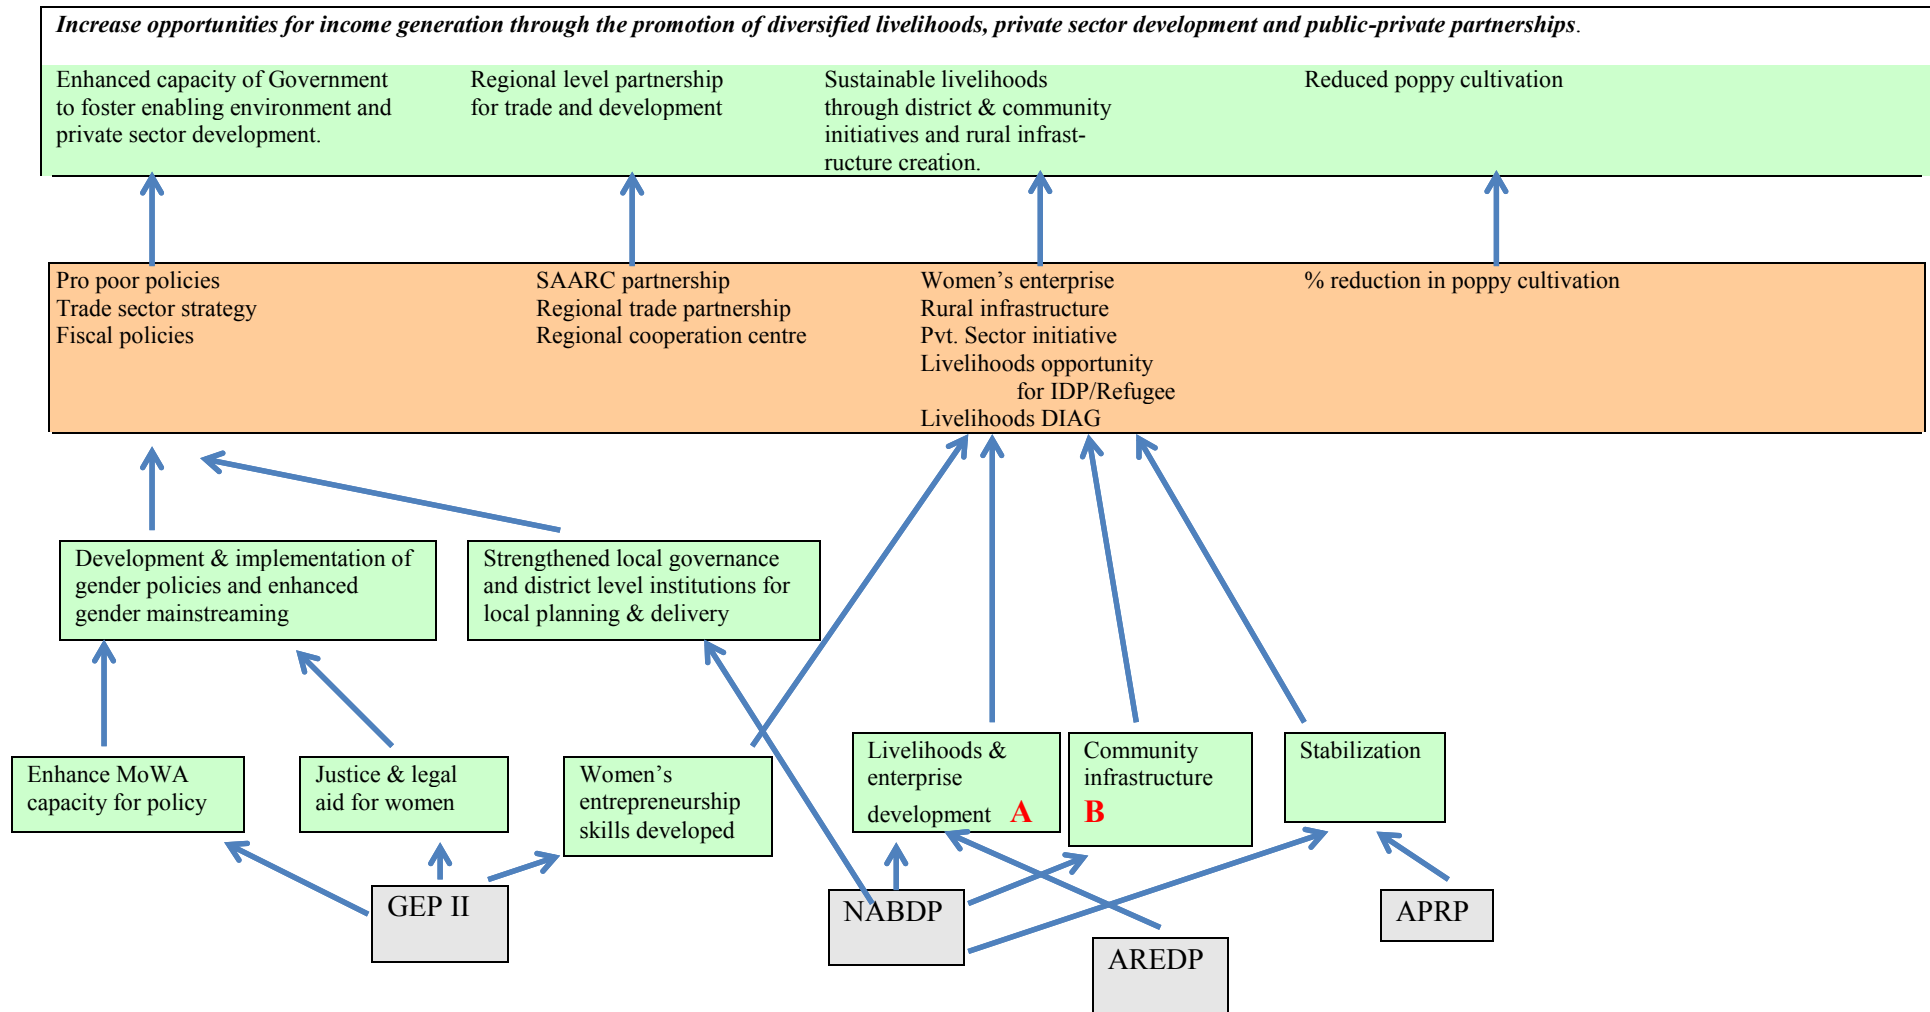 Increase opportunities for income generation through the promotion of diversified livelihoods, private sector development and public-private partnerships.
Enhanced capacity of Government
to foster enabling environment and
private sector development.
Regional level partnership
for trade and development
Sustainable livelihoods
through district & community
initiatives and rural infrast-
ructure creation.
Reduced poppy cultivation
Pro poor policies
Trade sector strategy
Fiscal policies
SAARC partnership
Regional trade partnership
Regional cooperation centre
Women’s enterprise
Rural infrastructure
Pvt. Sector initiative
Livelihoods opportunity
for IDP/Refugee
Livelihoods DIAG
% reduction in poppy cultivation
Development & implementation of
gender policies and enhanced
gender mainstreaming
Strengthened local governance
and district level institutions for
local planning & delivery
Enhance MoWA
capacity for policy
Justice & legal
aid for women
Women’s
entrepreneurship
skills developed
Livelihoods &
enterprise
development A
Community
infrastructure
B
Stabilization
GEP II
NABDP
AREDP
APRP